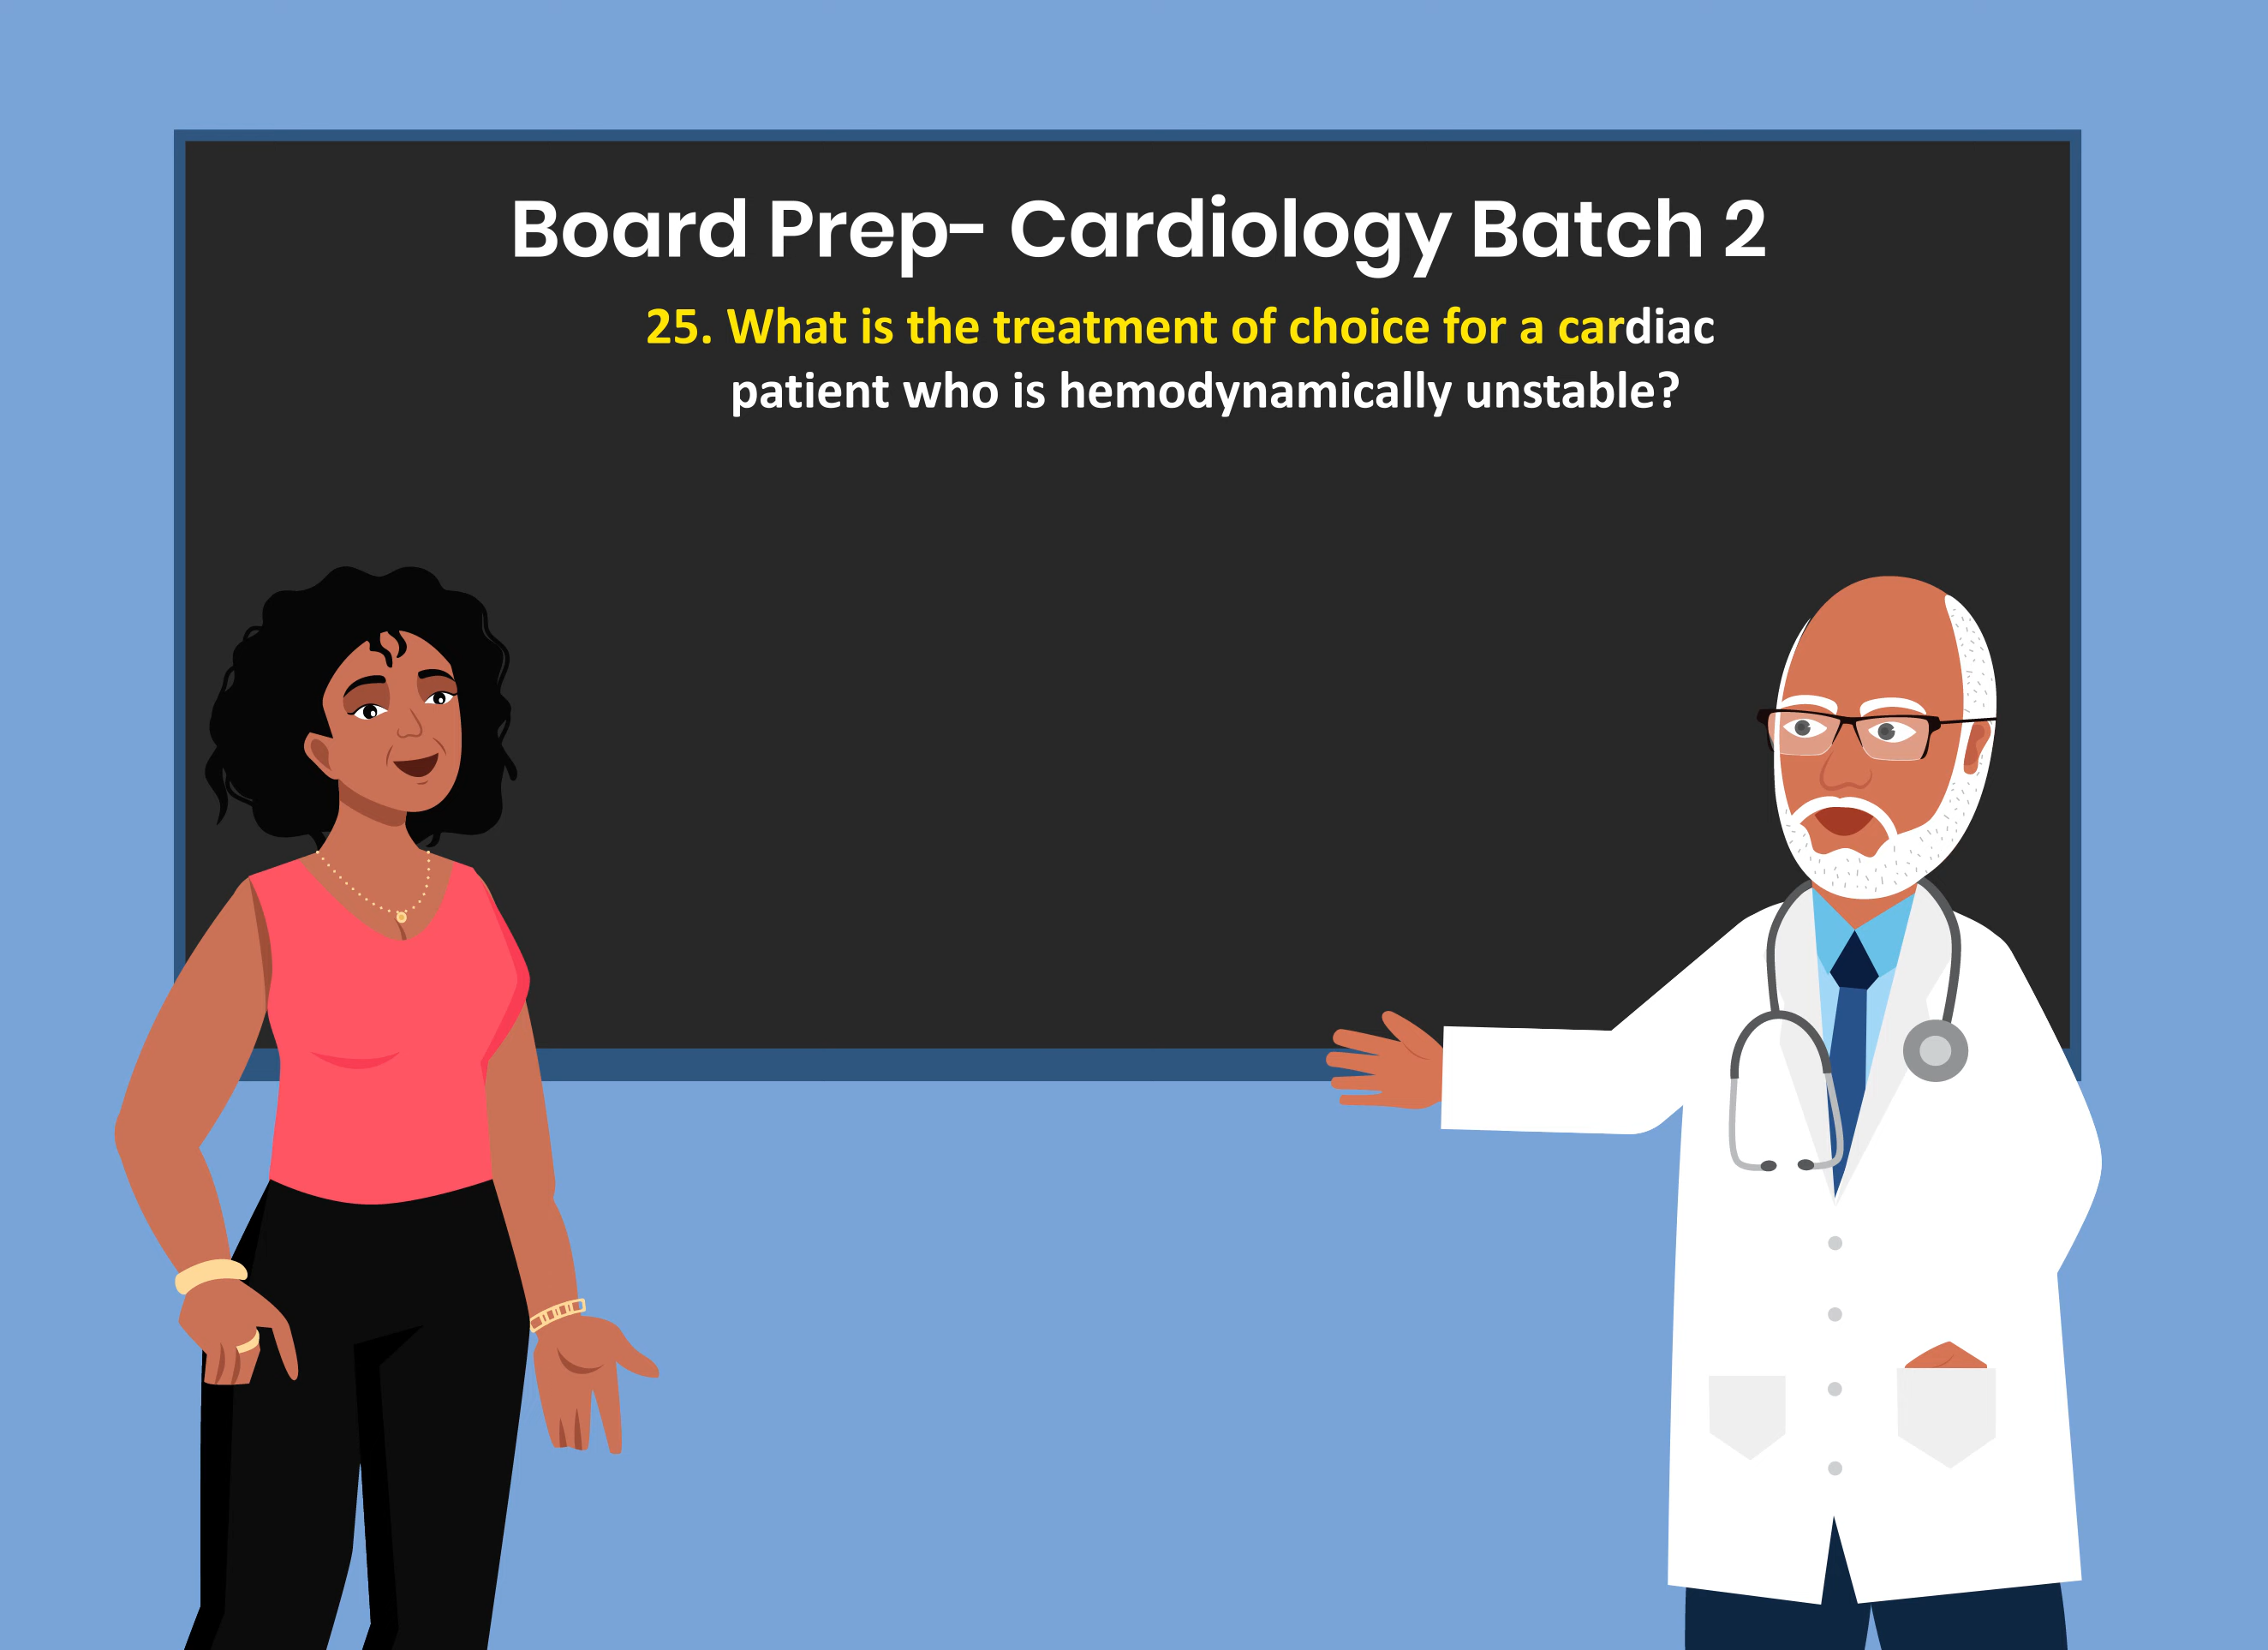 Board Prep- Cardiology Batch 2
25. What is the treatment of choice for a cardiac
patient who is hemodynamically unstable?